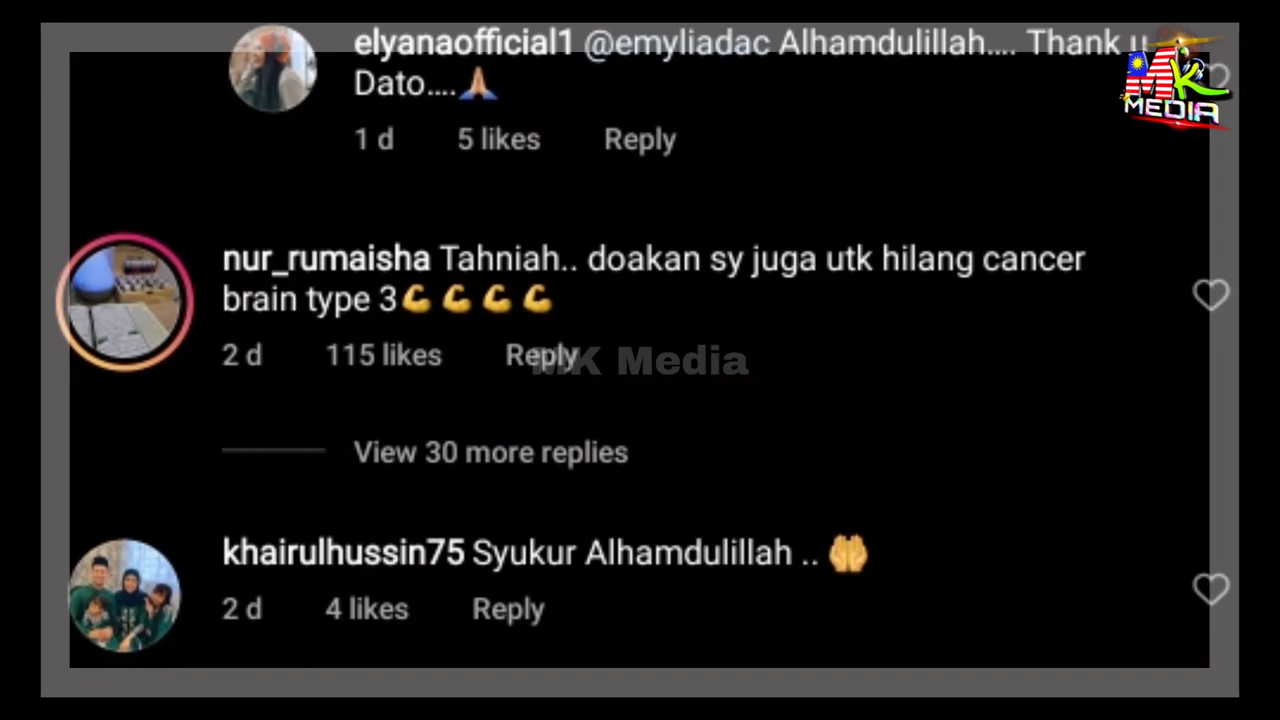 elyanaofficial1 @emyliadac Alhamdulillah.... Thank u
Dato....🙏
1 d 5 likes Reply
MK
MEDIA
nur_rumaisha Tahniah.. doakan sy juga utk hilang cancer
brain type 3💪💪💪💪
2 d 115 likes Reply
MK Media
View 30 more replies
khairulhussin75 Syukur Alhamdulillah .. 🤲
2 d 4 likes Reply